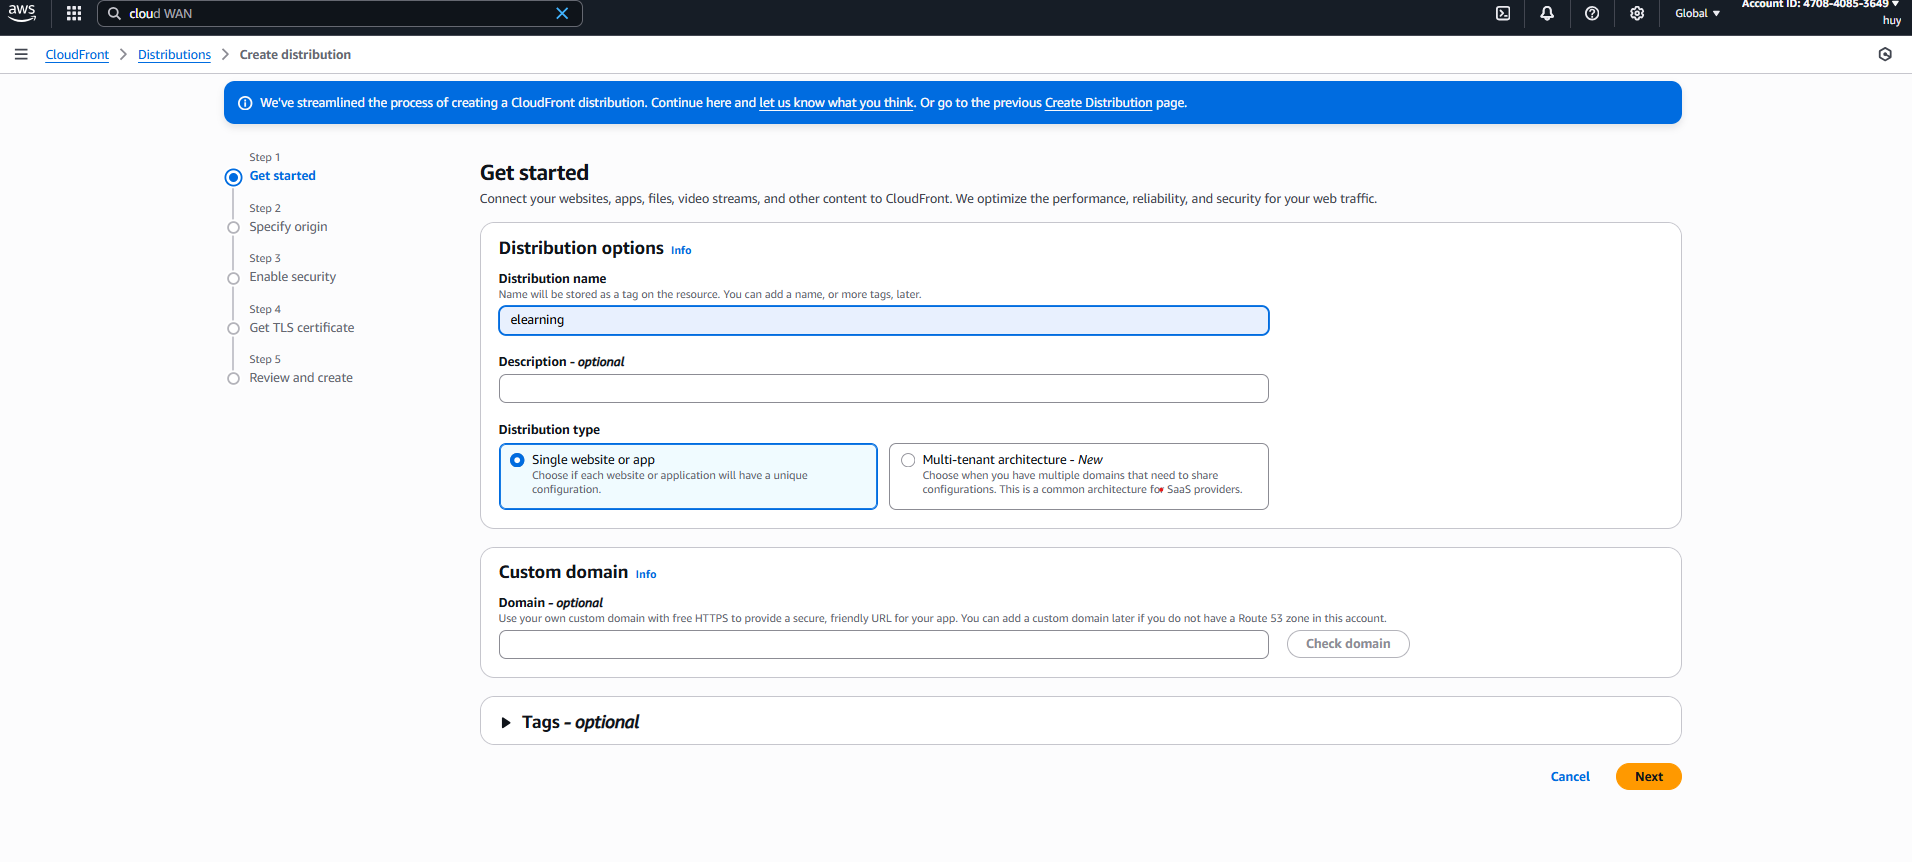 aws
cloud WAN
Global
Account ID: 4708-4085-3649
huy
CloudFront
Distributions
Create distribution
We've streamlined the process of creating a CloudFront distribution. Continue here and let us know what you think. Or go to the previous Create Distribution page.
Step 1
Get started
Step 2
Specify origin
Step 3
Enable security
Step 4
Get TLS certificate
Step 5
Review and create
Get started
Connect your websites, apps, files, video streams, and other content to CloudFront. We optimize the performance, reliability, and security for your web traffic.
Distribution options Info
Distribution name
Name will be stored as a tag on the resource. You can add a name, or more tags, later.
elearning
Description - optional
Distribution type
Single website or app
Choose if each website or application will have a unique
configuration.
Multi-tenant architecture - New
Choose when you have multiple domains that need to share
configurations. This is a common architecture for SaaS providers.
Custom domain Info
Domain - optional
Use your own custom domain with free HTTPS to provide a secure, friendly URL for your app. You can add a custom domain later if you do not have a Route 53 zone in this account.
Check domain
Tags - optional
Cancel
Next